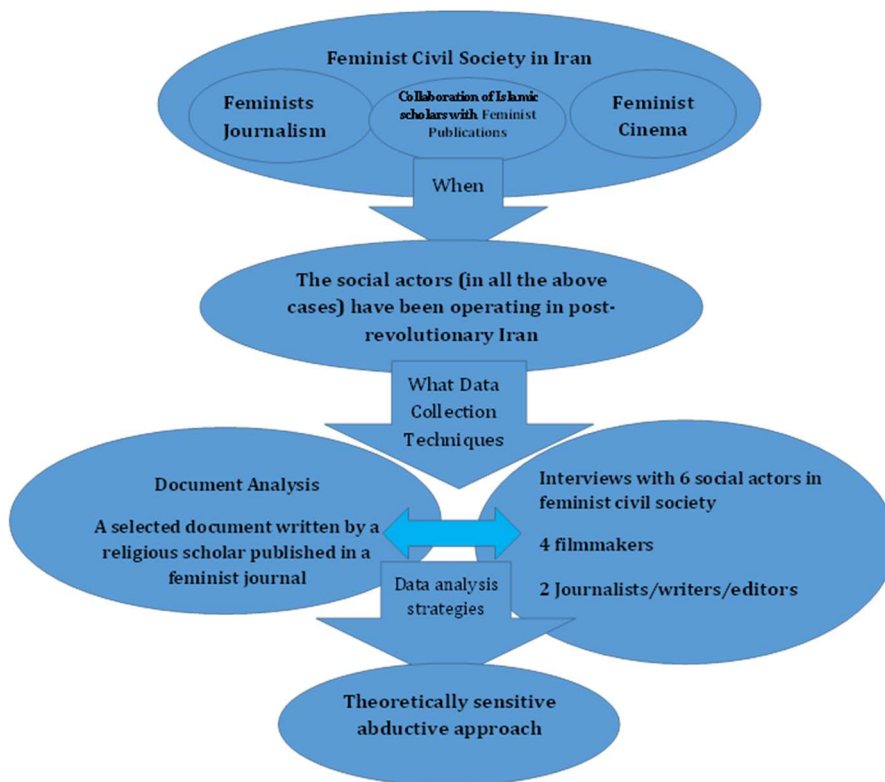 Feminist Civil Society in Iran
Feminists
Journalism
Collaboration of Islamic
scholars with Feminist
Publications
Feminist
Cinema
When
The social actors (in all the above
cases) have been operating in post-
revolutionary Iran
What Data
Collection
Techniques
Document Analysis
A selected document written by a
religious scholar published in a
feminist journal
Interviews with 6 social actors in
feminist civil society
4 filmmakers
2 Journalists/writers/editors
Data analysis
strategies
Theoretically sensitive
abductive approach